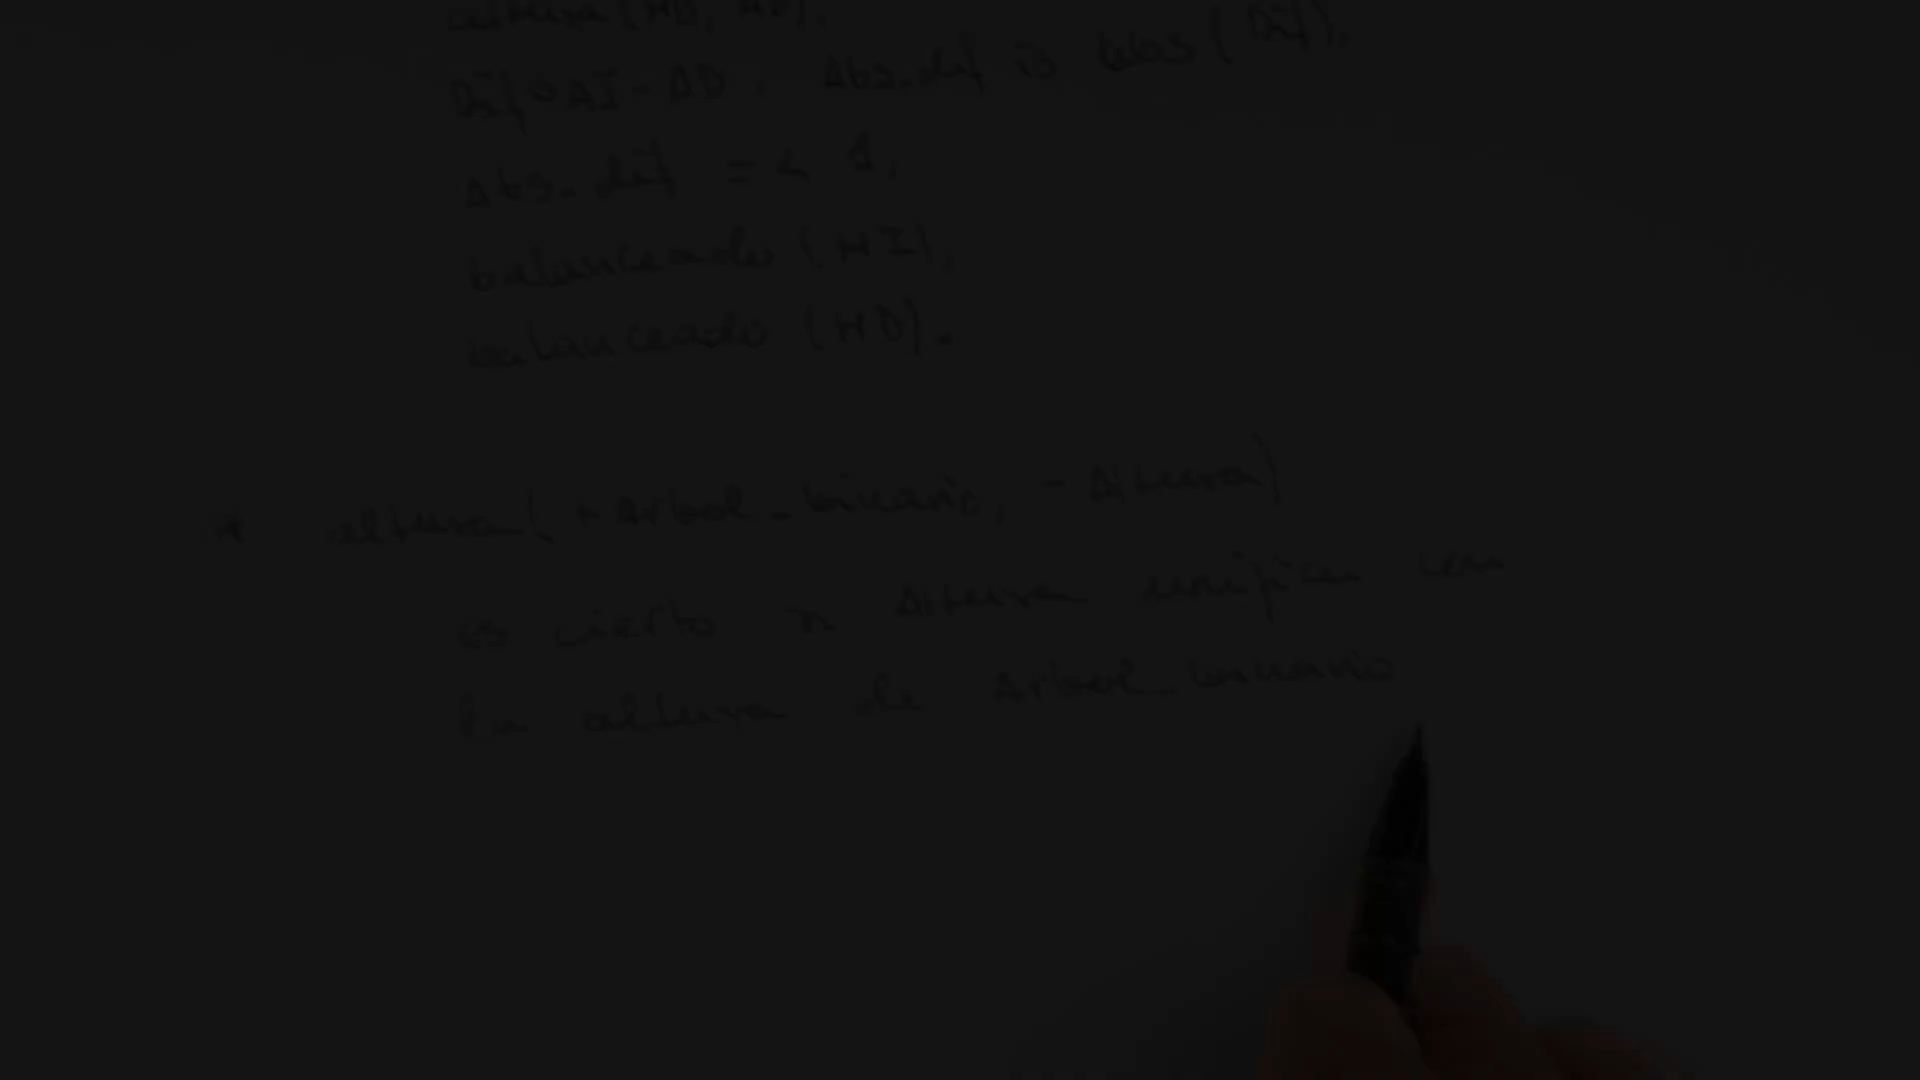 altura(HD, AD),
Dif is AI - AD, Abs_dif is abs(Dif),
Abs_dif =< 1,
balanceado(HI),
balanceado(HD).
* altura(+Arbol_binario, -Altura)
es cierto si Altura unifica con
la altura de Arbol_binario